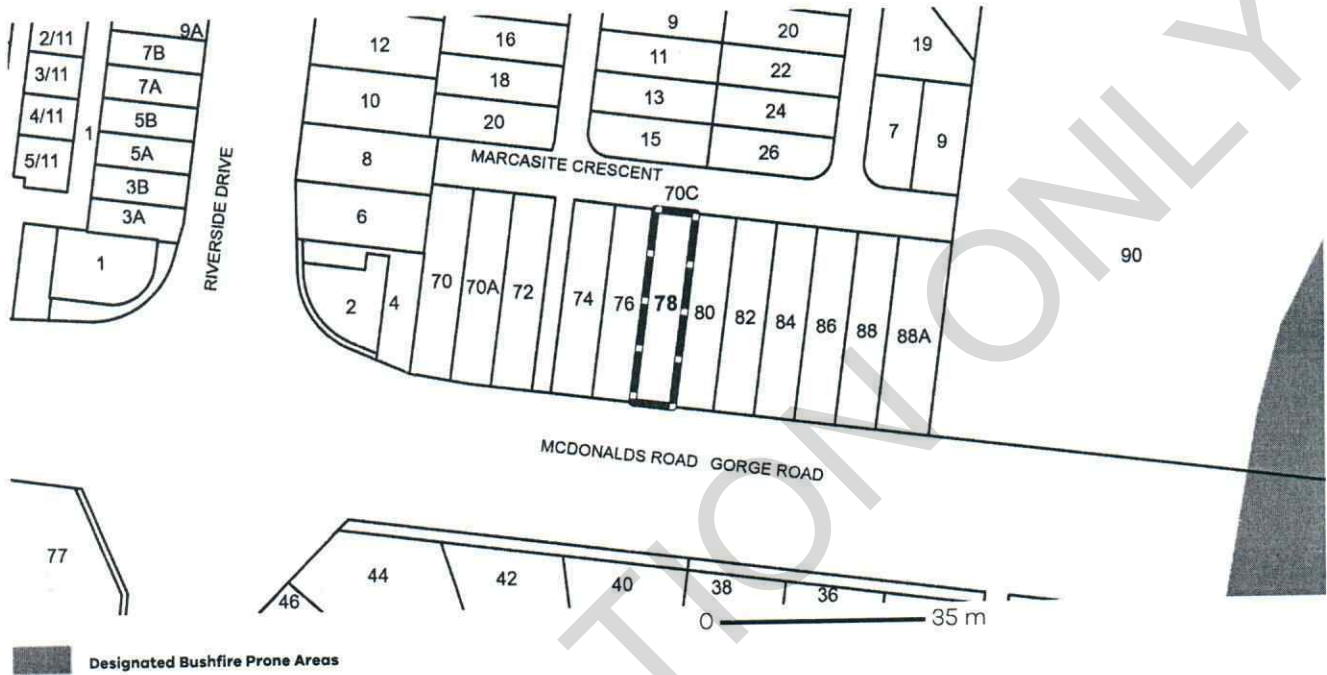 9A
2/11
7B
3/11
7A
4/11
5B
1
5A
5/11
3B
3A
1
RIVERSIDE DRIVE
12
10
8
6
2
4
16
18
20
9
11
13
15
20
22
24
26
19
7
9
MARCASITE CRESCENT
70C
70
70A
72
74
76
78
80
82
84
86
88
88A
90
MCDONALDS ROAD GORGE ROAD
77
46
44
42
40
38
36
0 35 m
Designated Bushfire Prone Areas
TION ONLY